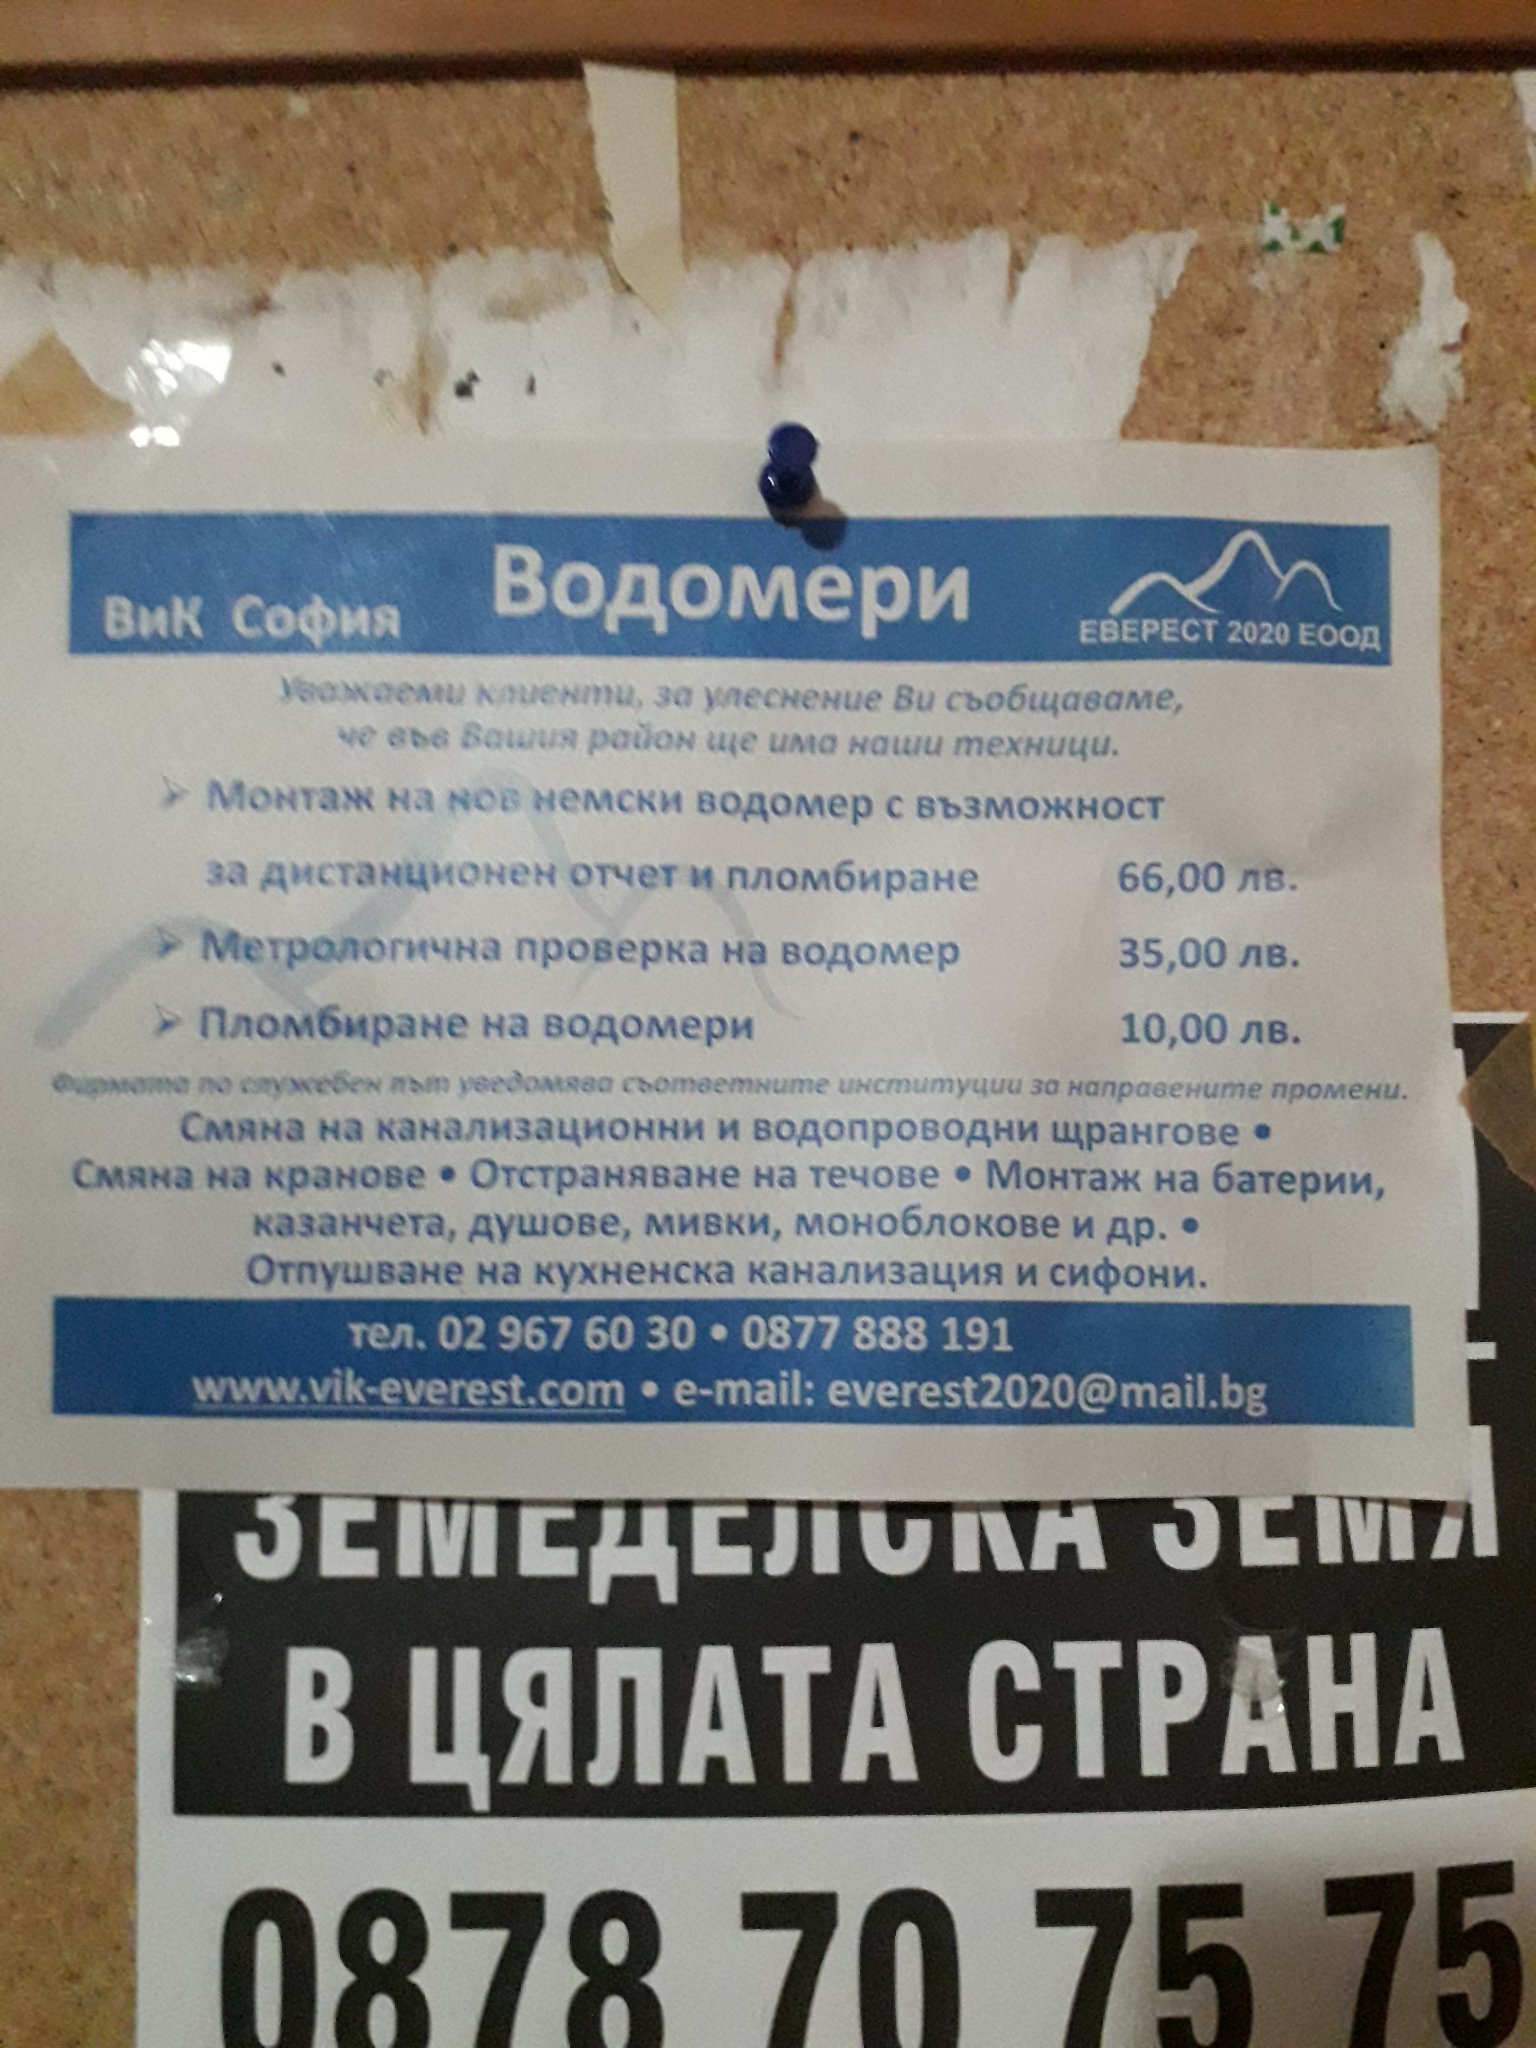 ВиК София
Водомери
ЕВЕРЕСТ 2020 ЕООД
Уважаеми клиенти, за улеснение Ви съобщаваме,
че във Вашия район ще има наши техници.
➢ Монтаж на нов немски водомер с възможност
за дистанционен отчет и пломбиране 66,00 лв.
➢ Метрологична проверка на водомер 35,00 лв.
➢ Пломбиране на водомери 10,00 лв.
Фирмата по служебен път уведомява съответните институции за направените промени.
Смяна на канализационни и водопроводни щрангове •
Смяна на кранове • Отстраняване на течове • Монтаж на батерии,
казанчета, душове, мивки, моноблокове и др. •
Отпушване на кухненска канализация и сифони.
тел. 02 967 60 30 • 0877 888 191
www.vik-everest.com • e-mail: everest2020@mail.bg
ЗЕМЕДЕЛСКА ЗЕМЯ
В ЦЯЛАТА СТРАНА
0878 70 75 75